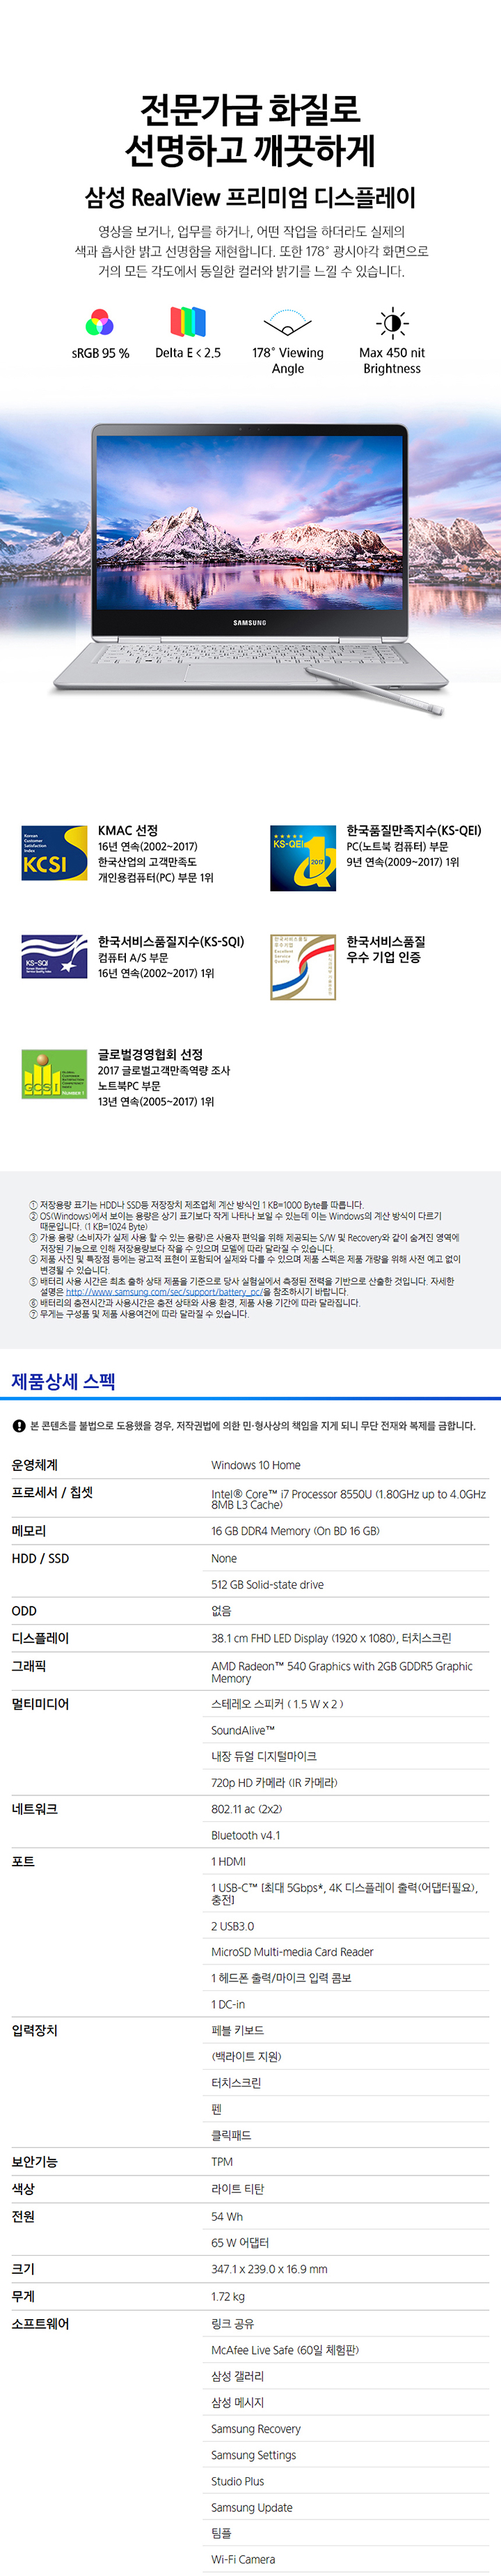 전문가급 화질로
선명하고 깨끗하게
삼성 RealView 프리미엄 디스플레이
영상을 보거나, 업무를 하거나, 어떤 작업을 하더라도 실제의
색과 흡사한 밝고 선명함을 재현합니다. 또한 178° 광시야각 화면으로
거의 모든 각도에서 동일한 컬러와 밝기를 느낄 수 있습니다.
sRGB 95 %
Delta E < 2.5
178° Viewing
Angle
Max 450 nit
Brightness
SAMSUNG
Korean
Customer
Satisfaction
Index
KCSI
KMAC 선정
16년 연속(2002~2017)
한국산업의 고객만족도
개인용컴퓨터(PC) 부문 1위
KS-QEI
2017
한국품질만족지수(KS-QEI)
PC(노트북 컴퓨터) 부문
9년 연속(2009~2017) 1위
KS-SQI
한국서비스품질지수(KS-SQI)
컴퓨터 A/S 부문
16년 연속(2002~2017) 1위
한국서비스품질
우수기업
Excellent
Service
Quality
한국서비스품질
우수 기업 인증
GCSI
NUMBER 1
글로벌경영협회 선정
2017 글로벌고객만족역량 조사
노트북PC 부문
13년 연속(2005~2017) 1위
① 저장용량 표기는 HDD나 SSD등 저장장치 제조업체 계산 방식인 1 KB=1000 Byte를 따릅니다.
② OS(Windows)에서 보이는 용량은 상기 표기보다 작게 나타나 보일 수 있는데 이는 Windows의 계산 방식이 다르기
때문입니다. (1 KB=1024 Byte)
③ 가용 용량 (소비자가 실제 사용 할 수 있는 용량)은 사용자 편익을 위해 제공되는 S/W 및 Recovery와 같이 숨겨진 영역에
저장된 기능으로 인해 저장용량보다 작을 수 있으며 모델에 따라 달라질 수 있습니다.
④ 제품 사진 및 특장점 등에는 광고적 표현이 포함되어 실제와 다를 수 있으며 제품 스펙은 제품 개량을 위해 사전 예고 없이
변경될 수 있습니다.
⑤ 배터리 사용 시간은 최초 출하 상태 제품을 기준으로 당사 실험실에서 측정된 전력을 기반으로 산출한 것입니다. 자세한
설명은 http://www.samsung.com/sec/support/battery_pc/을 참조하시기 바랍니다.
⑥ 배터리의 충전시간과 사용시간은 충전 상태와 사용 환경, 제품 사용 기간에 따라 달라집니다.
⑦ 무게는 구성품 및 제품 사용여건에 따라 달라질 수 있습니다.
제품상세 스펙
본 콘텐츠를 불법으로 도용했을 경우, 저작권법에 의한 민·형사상의 책임을 지게 되니 무단 전재와 복제를 금합니다.
운영체계 Windows 10 Home
프로세서 / 칩셋 Intel® Core™ i7 Processor 8550U (1.80GHz up to 4.0GHz
8MB L3 Cache)
메모리 16 GB DDR4 Memory (On BD 16 GB)
HDD / SSD None
512 GB Solid-state drive
ODD 없음
디스플레이 38.1 cm FHD LED Display (1920 x 1080), 터치스크린
그래픽 AMD Radeon™ 540 Graphics with 2GB GDDR5 Graphic
Memory
멀티미디어 스테레오 스피커 ( 1.5 W x 2 )
SoundAlive™
내장 듀얼 디지털마이크
720p HD 카메라 (IR 카메라)
네트워크 802.11 ac (2x2)
Bluetooth v4.1
포트 1 HDMI
1 USB-C™ [최대 5Gbps*, 4K 디스플레이 출력(어댑터필요),
충전]
2 USB3.0
MicroSD Multi-media Card Reader
1 헤드폰 출력/마이크 입력 콤보
1 DC-in
입력장치 페블 키보드
(백라이트 지원)
터치스크린
펜
클릭패드
보안기능 TPM
색상 라이트 티탄
전원 54 Wh
65 W 어댑터
크기 347.1 x 239.0 x 16.9 mm
무게 1.72 kg
소프트웨어 링크 공유
McAfee Live Safe (60일 체험판)
삼성 갤러리
삼성 메시지
Samsung Recovery
Samsung Settings
Studio Plus
Samsung Update
팀플
Wi-Fi Camera